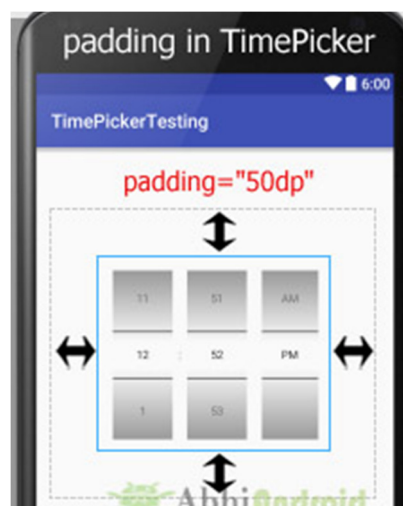 padding in TimePicker
6:00
TimePickerTesting
padding="50dp"
11 51 AM
12 : 52 PM
1 53
AbhiAndroid